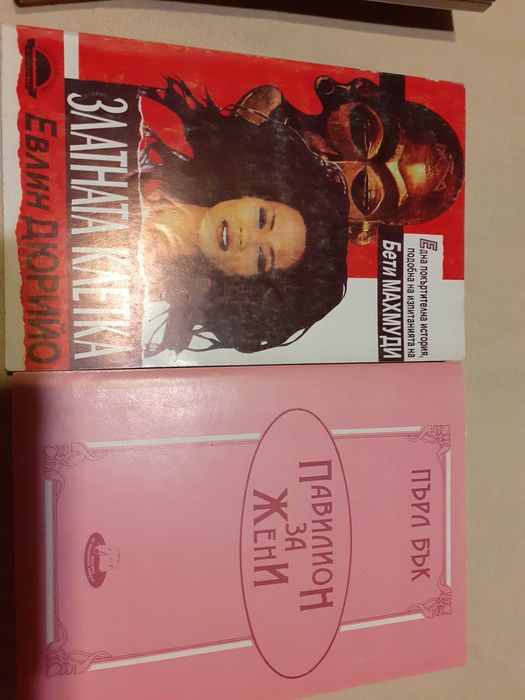 Една покъртителна история,
подобна на изпитанията на
Бети МАХМУДИ
ЗЛАТНАТА КЛЕТКА
ЕВЛИН ДЮРИЙО
ПЪРЛ БЪК
ПАВИЛИОН
ЗА
ЖЕНИ